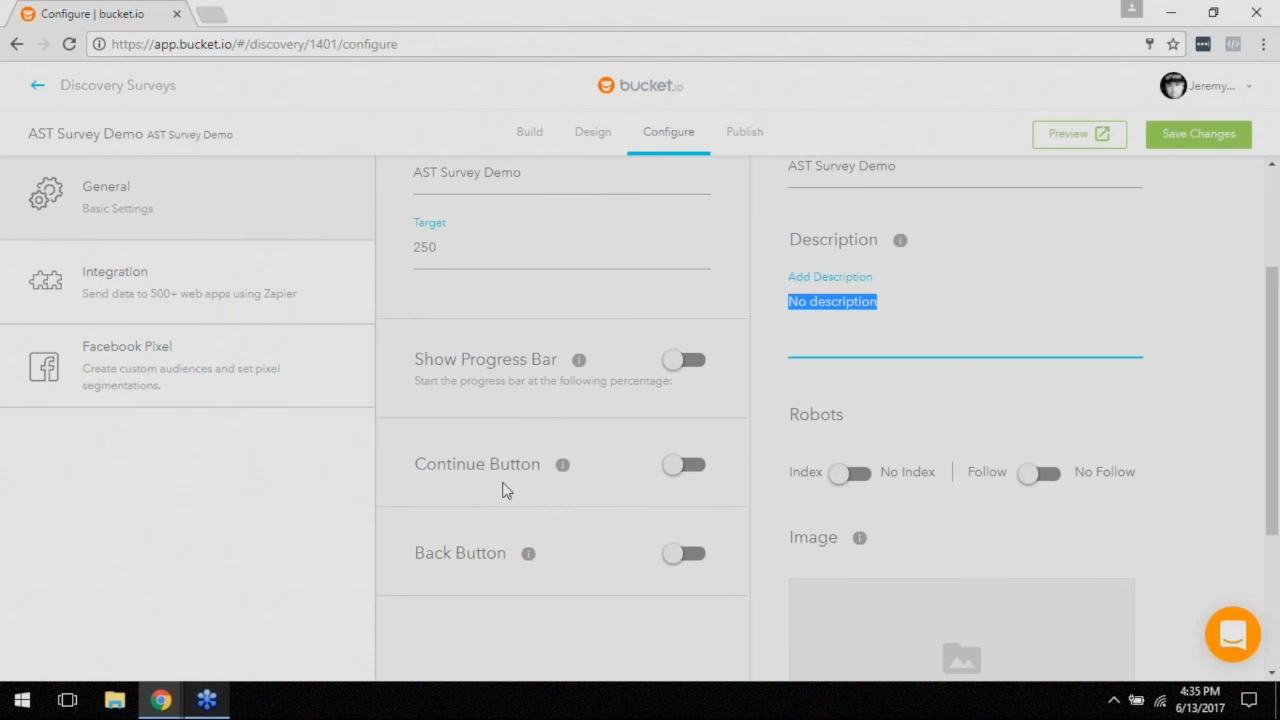 Configure | bucket.io
https://app.bucket.io/#/discovery/1401/configure
Discovery Surveys
bucket.io
Jeremy...
AST Survey Demo AST Survey Demo
Build
Design
Configure
Publish
Preview
Save Changes
General
Basic Settings
Integration
Send data to 500+ web apps using Zapier
Facebook Pixel
Create custom audiences and set pixel
segmentations.
AST Survey Demo
Target
250
Show Progress Bar
Start the progress bar at the following percentage:
Continue Button
Back Button
AST Survey Demo
Description
Add Description
No description
Robots
Index
No Index
Follow
No Follow
Image
4:35 PM
6/13/2017